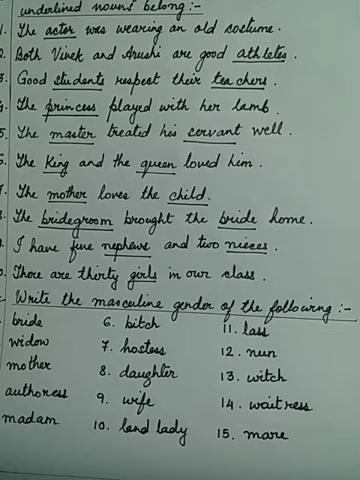 underlined nouns belong :-
1. The actor was wearing an old costume.
2. Both Vivek and Arushi are good athletes.
3. Good students respect their teachers.
4. The princess played with her lamb.
5. The master treated his servant well.
6. The King and the queen loved him.
7. The mother loves the child.
8. The bridegroom brought the bride home.
9. I have five nephews and two nieces.
0. There are thirty girls in our class.
Write the masculine gender of the following :-
bride 6. bitch 11. lass
widow 7. hostess 12. nun
mother 8. daughter 13. witch
authoress 9. wife 14. waitress
madam 10. land lady 15. mare